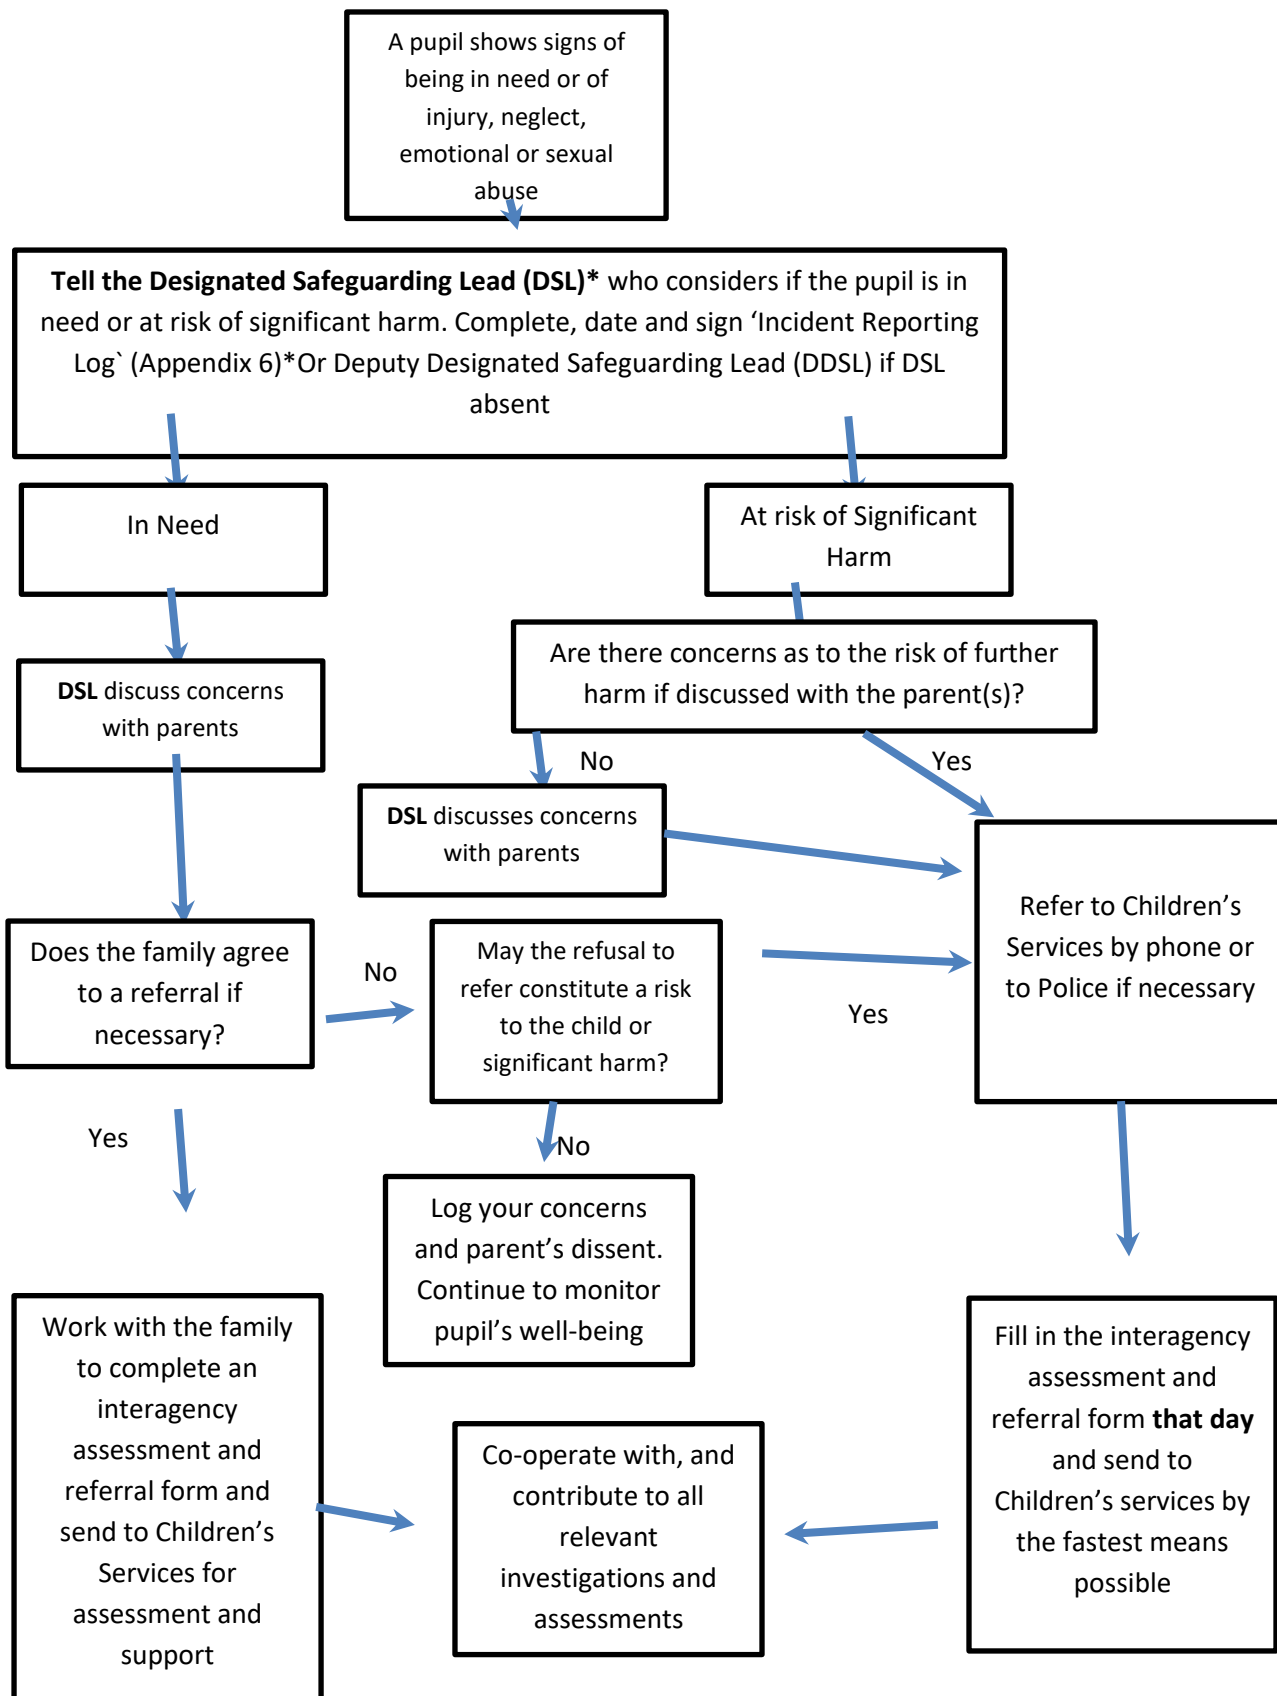 A pupil shows signs of
being in need or of
injury, neglect,
emotional or sexual
abuse
Tell the Designated Safeguarding Lead (DSL)* who considers if the pupil is in
need or at risk of significant harm. Complete, date and sign ‘Incident Reporting
Log` (Appendix 6)*Or Deputy Designated Safeguarding Lead (DDSL) if DSL
absent
In Need
At risk of Significant
Harm
Are there concerns as to the risk of further
harm if discussed with the parent(s)?
DSL discuss concerns
with parents
No
Yes
DSL discusses concerns
with parents
Refer to Children’s
Services by phone or
to Police if necessary
Does the family agree
to a referral if
necessary?
No
May the refusal to
refer constitute a risk
to the child or
significant harm?
Yes
Yes
No
Log your concerns
and parent’s dissent.
Continue to monitor
pupil’s well-being
Work with the family
to complete an
interagency
assessment and
referral form and
send to Children’s
Services for
assessment and
support
Co-operate with, and
contribute to all
relevant
investigations and
assessments
Fill in the interagency
assessment and
referral form that day
and send to
Children’s services by
the fastest means
possible